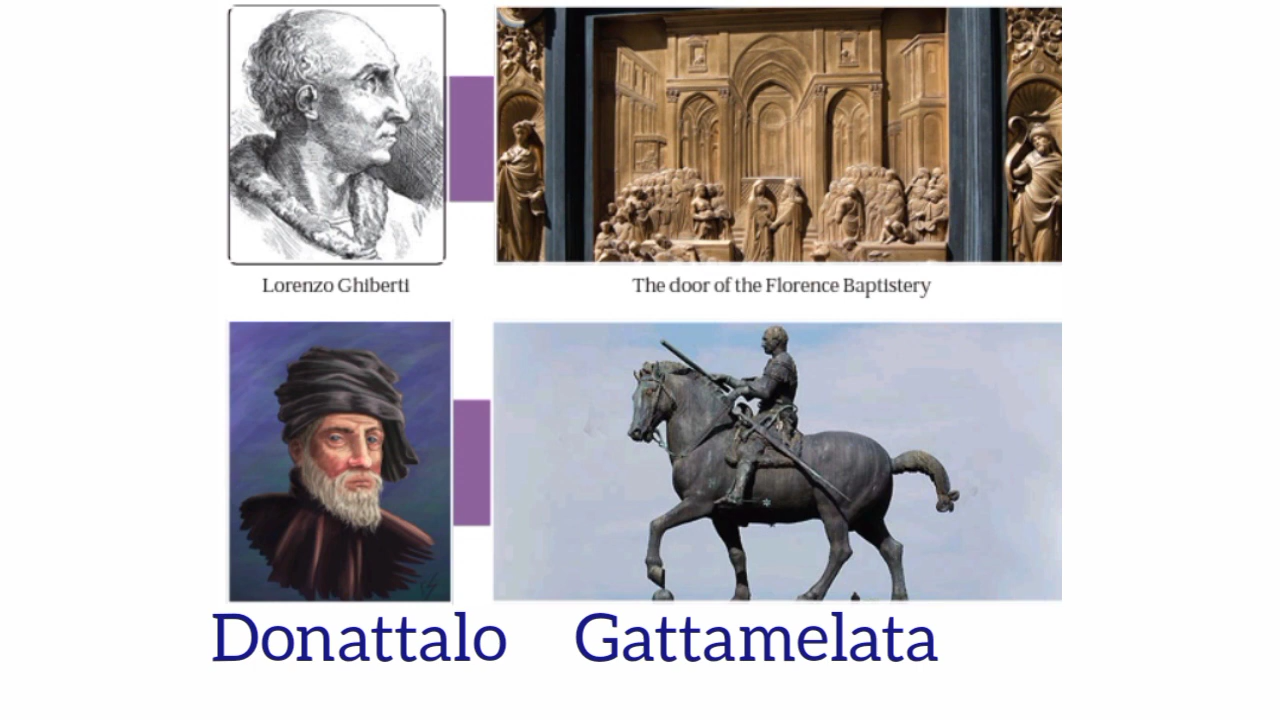 Lorenzo Ghiberti
The door of the Florence Baptistery
Donattalo
Gattamelata